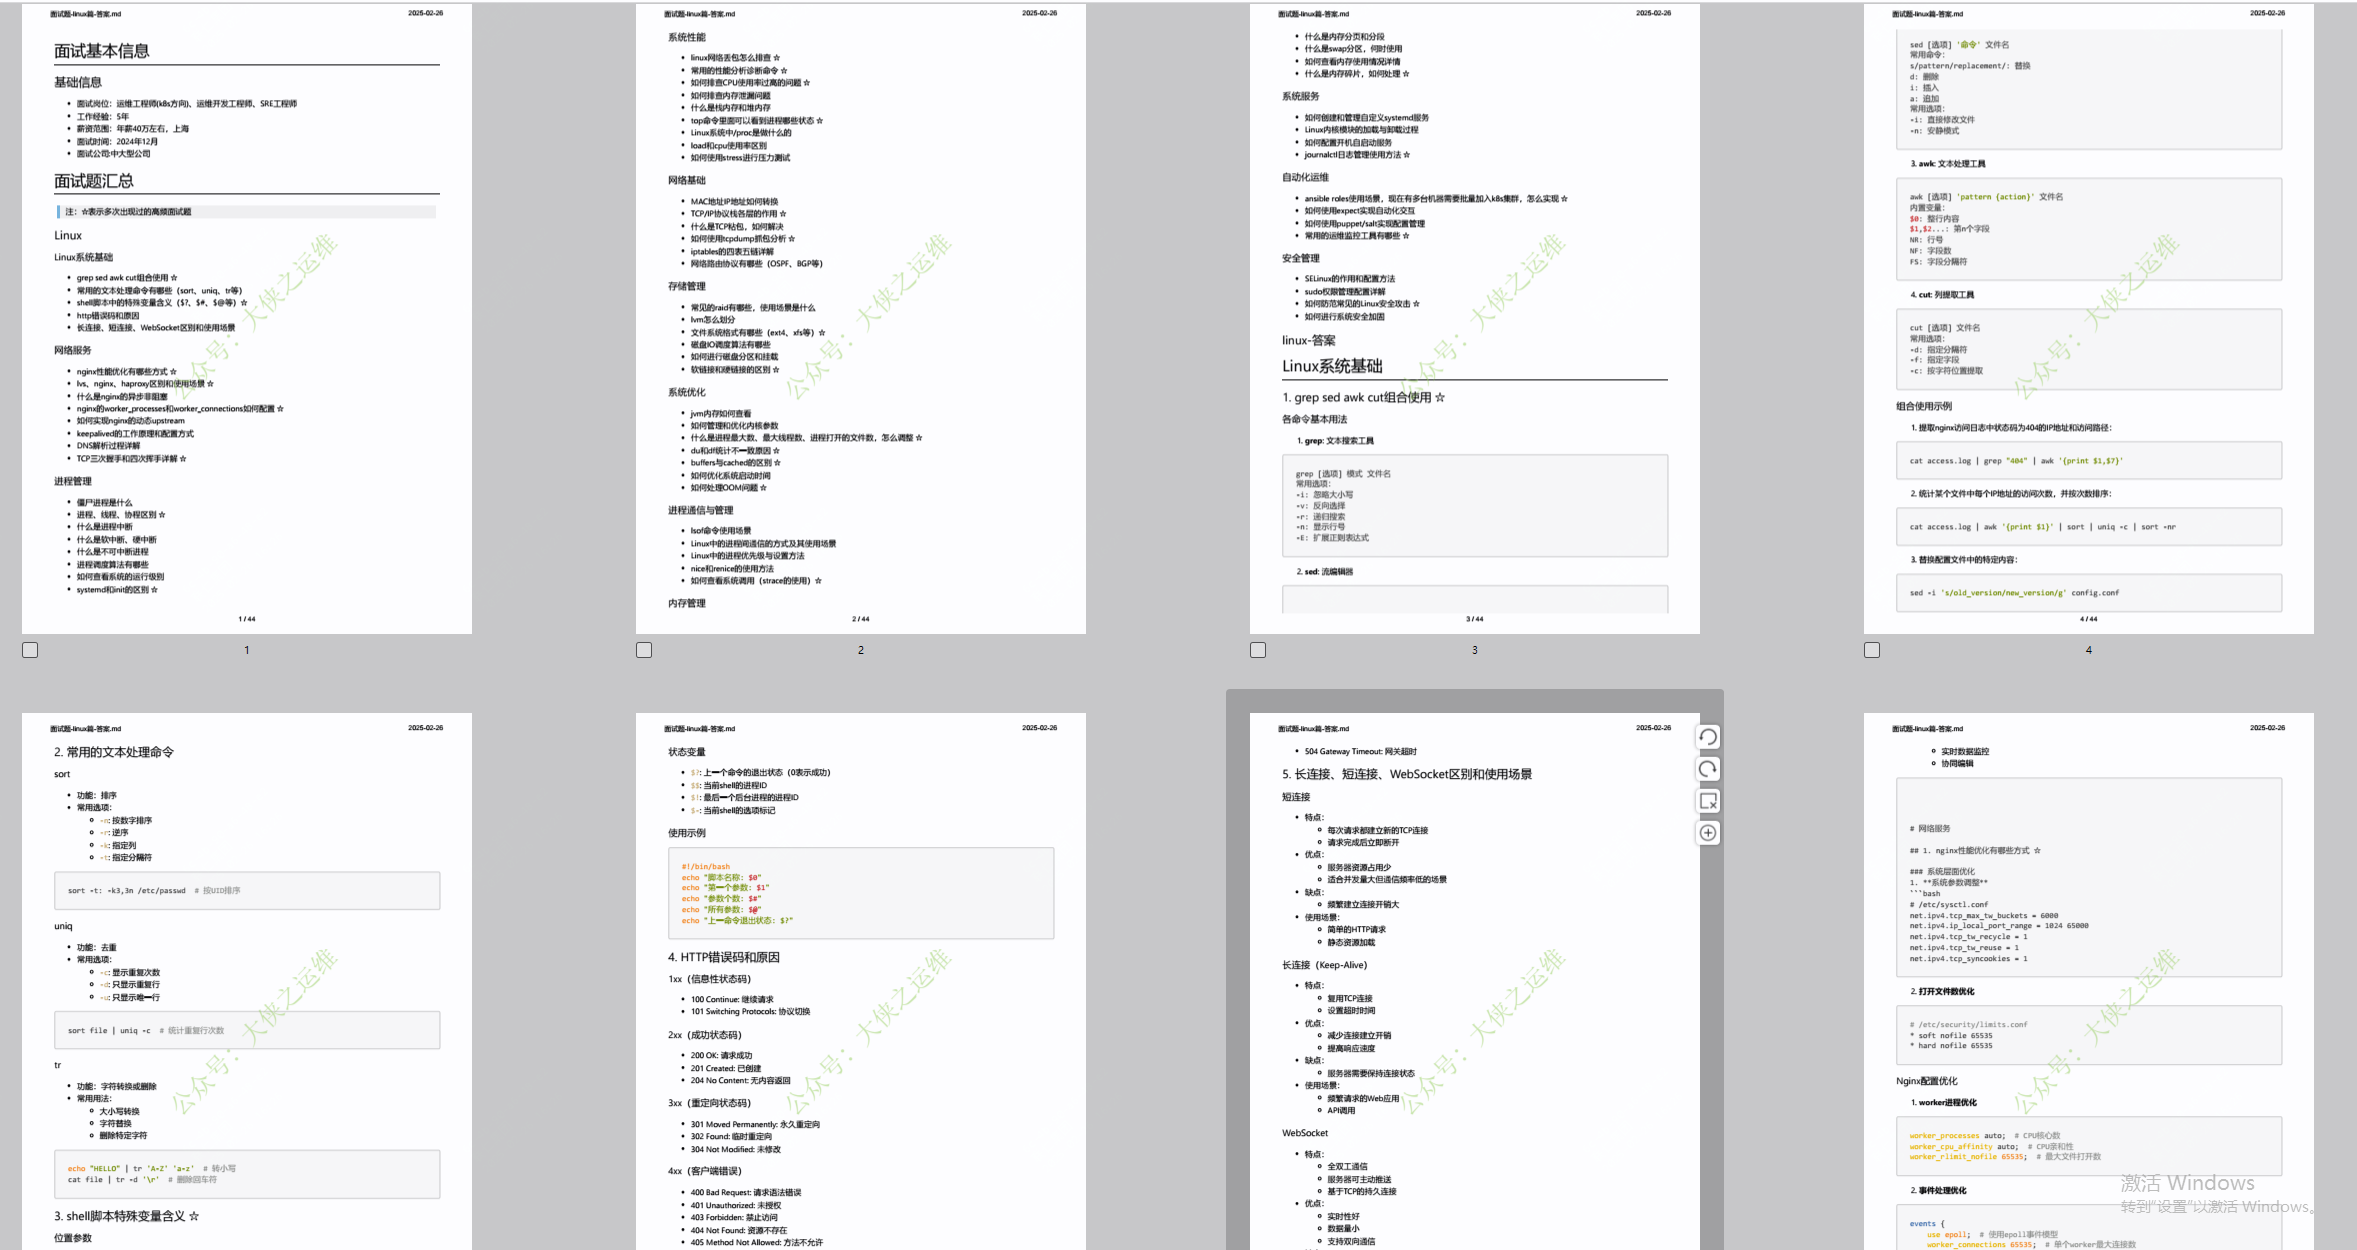 面试题-linux篇-答案.md 2025-02-26
面试基本信息
基础信息
• 面试岗位：运维工程师(k8s方向)、运维开发工程师、SRE工程师
• 工作经验：5年
• 薪资范围：年薪40万左右，上海
• 面试时间：2024年12月
• 面试公司:中大型公司
面试题汇总
注：☆表示多次出现过的高频面试题
Linux
Linux系统基础
• grep sed awk cut组合使用 ☆
• 常用的文本处理命令有哪些（sort、uniq、tr等）
• shell脚本中的特殊变量含义（$?、$#、$@等）☆
• http错误码和原因
• 长连接、短连接、WebSocket区别和使用场景
网络服务
• nginx性能优化有哪些方式 ☆
• lvs、nginx、haproxy区别和使用场景 ☆
• 什么是nginx的异步非阻塞
• nginx的worker_processes和worker_connections如何配置 ☆
• 如何实现nginx的动态upstream
• keepalived的工作原理和配置方式
• DNS解析过程详解
• TCP三次握手和四次挥手详解 ☆
进程管理
• 僵尸进程是什么
• 进程、线程、协程区别 ☆
• 什么是进程中断
• 什么是软中断、硬中断
• 什么是不可中断进程
• 进程调度算法有哪些
• 如何查看系统的运行级别
• systemd和init的区别 ☆
1 / 44
1
面试题-linux篇-答案.md 2025-02-26
系统性能
• linux网络丢包怎么排查 ☆
• 常用的性能分析诊断命令 ☆
• 如何排查CPU使用率过高的问题 ☆
• 如何排查内存泄漏问题
• 什么是栈内存和堆内存
• top命令里面可以看到进程哪些状态 ☆
• Linux系统中/proc是做什么的
• load和cpu使用率区别
• 如何使用stress进行压力测试
网络基础
• MAC地址IP地址如何转换
• TCP/IP协议栈各层的作用 ☆
• 什么是TCP粘包，如何解决
• 如何使用tcpdump抓包分析 ☆
• iptables的四表五链详解
• 网络路由协议有哪些（OSPF、BGP等）
存储管理
• 常见的raid有哪些，使用场景是什么
• lvm怎么划分
• 文件系统格式有哪些（ext4、xfs等）☆
• 磁盘IO调度算法有哪些
• 如何进行磁盘分区和挂载
• 软链接和硬链接的区别 ☆
系统优化
• jvm内存如何查看
• 如何管理和优化内核参数
• 什么是进程最大数、最大线程数、进程打开的文件数，怎么调整 ☆
• du和df统计不一致原因 ☆
• buffers与cached的区别 ☆
• 如何优化系统启动时间
• 如何处理OOM问题 ☆
进程通信与管理
• lsof命令使用场景
• Linux中的进程间通信的方式及其使用场景
• Linux中的进程优先级与设置方法
• nice和renice的使用方法
• 如何查看系统调用（strace的使用）☆
内存管理
2 / 44
2
面试题-linux篇-答案.md 2025-02-26
• 什么是内存分页和分段
• 什么是swap分区，何时使用
• 如何查看内存使用情况详情
• 什么是内存碎片，如何处理 ☆
系统服务
• 如何创建和管理自定义systemd服务
• Linux内核模块的加载与卸载过程
• 如何配置开机自启动服务
• journalctl日志管理使用方法 ☆
自动化运维
• ansible roles使用场景，现在有多台机器需要批量加入k8s集群，怎么实现 ☆
• 如何使用expect实现自动化交互
• 如何使用puppet/salt实现配置管理
• 常用的运维监控工具有哪些 ☆
安全管理
• SELinux的作用和配置方法
• sudo权限管理配置详解
• 如何防范常见的Linux安全攻击 ☆
• 如何进行系统安全加固
linux-答案
Linux系统基础
1. grep sed awk cut组合使用 ☆
各命令基本用法
1. grep: 文本搜索工具
grep [选项] 模式 文件名
常用选项:
-i: 忽略大小写
-v: 反向选择
-r: 递归搜索
-n: 显示行号
-E: 扩展正则表达式
2. sed: 流编辑器
3 / 44
3
面试题-linux篇-答案.md 2025-02-26
sed [选项] '命令' 文件名
常用命令:
s/pattern/replacement/: 替换
d: 删除
i: 插入
a: 追加
常用选项:
-i: 直接修改文件
-n: 安静模式
3. awk: 文本处理工具
awk [选项] 'pattern {action}' 文件名
内置变量:
$0: 整行内容
$1,$2...: 第n个字段
NR: 行号
NF: 字段数
FS: 字段分隔符
4. cut: 列提取工具
cut [选项] 文件名
常用选项:
-d: 指定分隔符
-f: 指定字段
-c: 按字符位置提取
组合使用示例
1. 提取nginx访问日志中状态码为404的IP地址和访问路径：
cat access.log | grep "404" | awk '{print $1,$7}'
2. 统计某个文件中每个IP地址的访问次数，并按次数排序：
cat access.log | awk '{print $1}' | sort | uniq -c | sort -nr
3. 替换配置文件中的特定内容：
sed -i 's/old_version/new_version/g' config.conf
4 / 44
4
面试题-linux篇-答案.md 2025-02-26
2. 常用的文本处理命令
sort
• 功能：排序
• 常用选项：
-n: 按数字排序
-r: 逆序
-k: 指定列
-t: 指定分隔符
sort -t: -k3,3n /etc/passwd # 按UID排序
uniq
• 功能：去重
• 常用选项：
-c: 显示重复次数
-d: 只显示重复行
-u: 只显示唯一行
sort file | uniq -c # 统计重复行次数
tr
• 功能：字符转换或删除
• 常用用法：
大小写转换
字符替换
删除特定字符
echo "HELLO" | tr 'A-Z' 'a-z' # 转小写
cat file | tr -d '\r' # 删除回车符
3. shell脚本特殊变量含义 ☆
位置参数
面试题-linux篇-答案.md 2025-02-26
状态变量
• $?: 上一个命令的退出状态（0表示成功）
• $$: 当前shell的进程ID
• $!: 最后一个后台进程的进程ID
• $-: 当前shell的选项标记
使用示例
#!/bin/bash
echo "脚本名称: $0"
echo "第一个参数: $1"
echo "参数个数: $#"
echo "所有参数: $@"
echo "上一命令退出状态: $?"
4. HTTP错误码和原因
1xx（信息性状态码）
• 100 Continue: 继续请求
• 101 Switching Protocols: 协议切换
2xx（成功状态码）
• 200 OK: 请求成功
• 201 Created: 已创建
• 204 No Content: 无内容返回
3xx（重定向状态码）
• 301 Moved Permanently: 永久重定向
• 302 Found: 临时重定向
• 304 Not Modified: 未修改
4xx（客户端错误）
• 400 Bad Request: 请求语法错误
• 401 Unauthorized: 未授权
• 403 Forbidden: 禁止访问
• 404 Not Found: 资源不存在
• 405 Method Not Allowed: 方法不允许
面试题-linux篇-答案.md 2025-02-26
• 504 Gateway Timeout: 网关超时
5. 长连接、短连接、WebSocket区别和使用场景
短连接
• 特点：
每次请求都建立新的TCP连接
请求完成后立即断开
• 优点：
服务器资源占用少
适合并发量大但通信频率低的场景
• 缺点：
频繁建立连接开销大
• 使用场景：
简单的HTTP请求
静态资源加载
长连接（Keep-Alive）
• 特点：
复用TCP连接
设置超时时间
• 优点：
减少连接建立开销
提高响应速度
• 缺点：
服务器需要保持连接状态
• 使用场景：
频繁请求的Web应用
API调用
WebSocket
• 特点：
全双工通信
服务器可主动推送
基于TCP的持久连接
• 优点：
实时性好
数据量小
支持双向通信
面试题-linux篇-答案.md 2025-02-26
实时数据监控
协同编辑
# 网络服务
## 1. nginx性能优化有哪些方式 ☆
### 系统层面优化
1. **系统参数调整**
```bash
# /etc/sysctl.conf
net.ipv4.tcp_max_tw_buckets = 6000
net.ipv4.ip_local_port_range = 1024 65000
net.ipv4.tcp_tw_recycle = 1
net.ipv4.tcp_tw_reuse = 1
net.ipv4.tcp_syncookies = 1
2. 打开文件数优化
# /etc/security/limits.conf
* soft nofile 65535
* hard nofile 65535
Nginx配置优化
1. worker进程优化
worker_processes auto; # CPU核心数
worker_cpu_affinity auto; # CPU亲和性
worker_rlimit_nofile 65535; # 最大文件打开数
2. 事件处理优化
events {
use epoll; # 使用epoll事件模型
worker_connections 65535; # 单个worker最大连接数
公众号：大侠之运维
公众号：大侠之运维
公众号：大侠之运维
公众号：大侠之运维
公众号：大侠之运维
公众号：大侠之运维
公众号：大侠之运维
公众号：大侠之运维
激活 Windows
转到"设置"以激活 Windows。